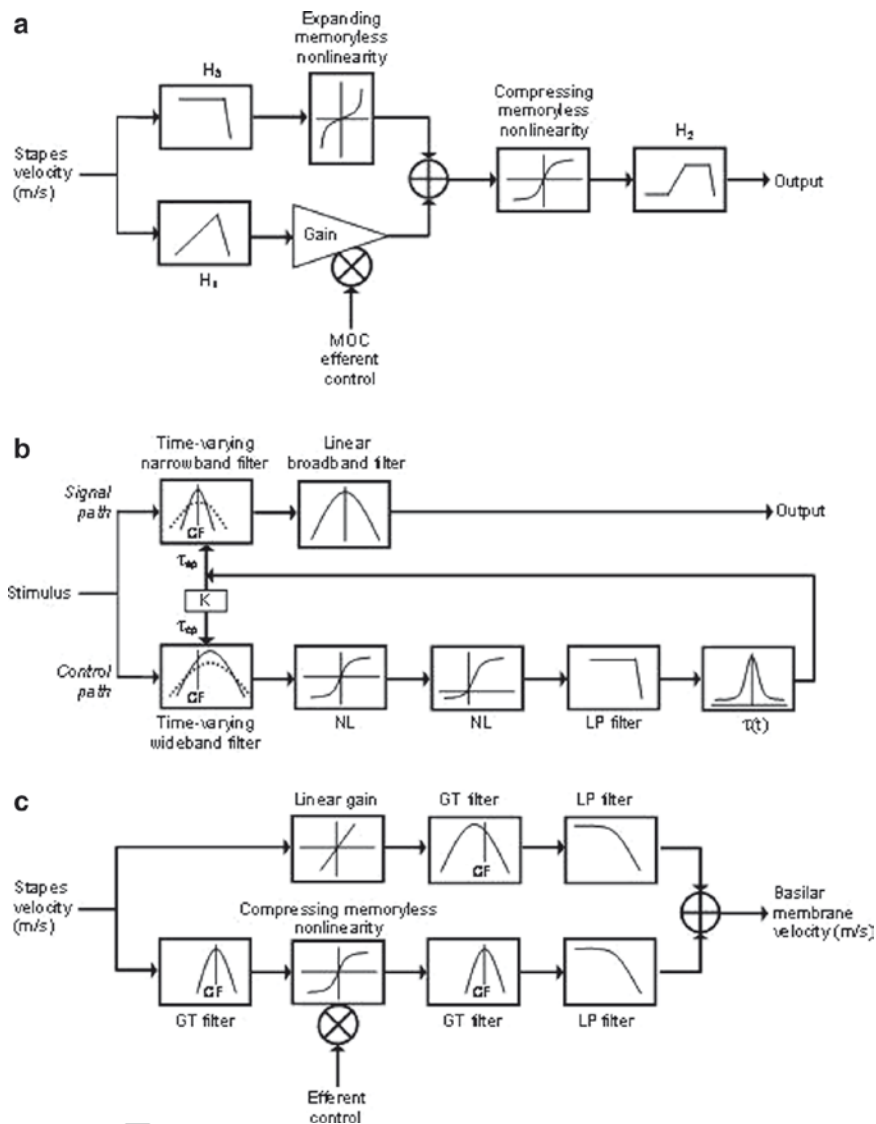 a
Expanding
memoryless
nonlinearity
H3
Compressing
memoryless
nonlinearity
H2
Stapes
velocity
(m/s)
Output
Gain
H1
MOC
efferent
control
b
Time-varying
narrowband filter
Linear
broadband filter
Signal
path
CF
Output
τsp
Stimulus
K
τcp
Control
path
CF
Time-varying
wideband filter
NL
NL
LP filter
τ(t)
c
Linear gain
GT filter
LP filter
CF
Stapes
velocity
(m/s)
Compressing memoryless
nonlinearity
Basilar
membrane
velocity (m/s)
CF
CF
GT filter
GT filter
LP filter
Efferent
control